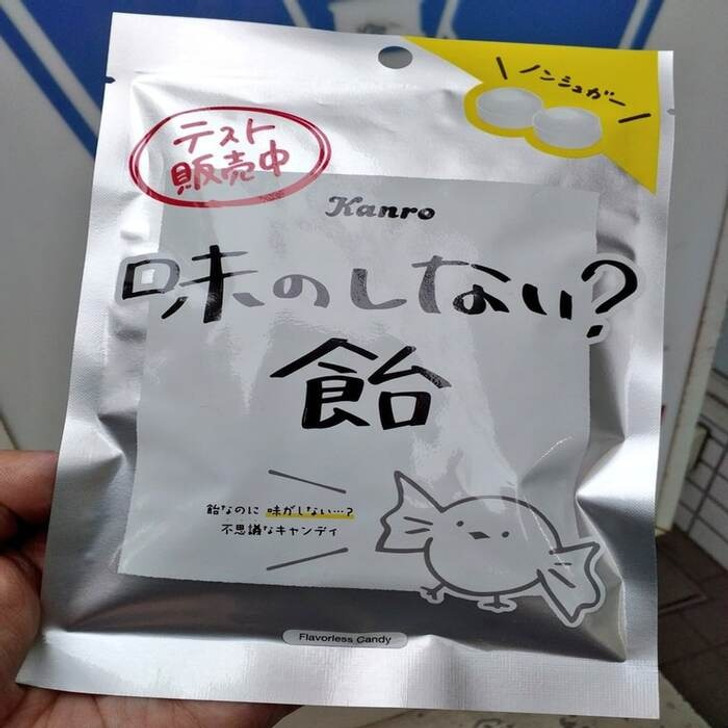 ノンシュガー
テスト
販売中
Kanro
味のしない?
飴
飴なのに 味がしない…?
不思議なキャンディ
Flavorless Candy